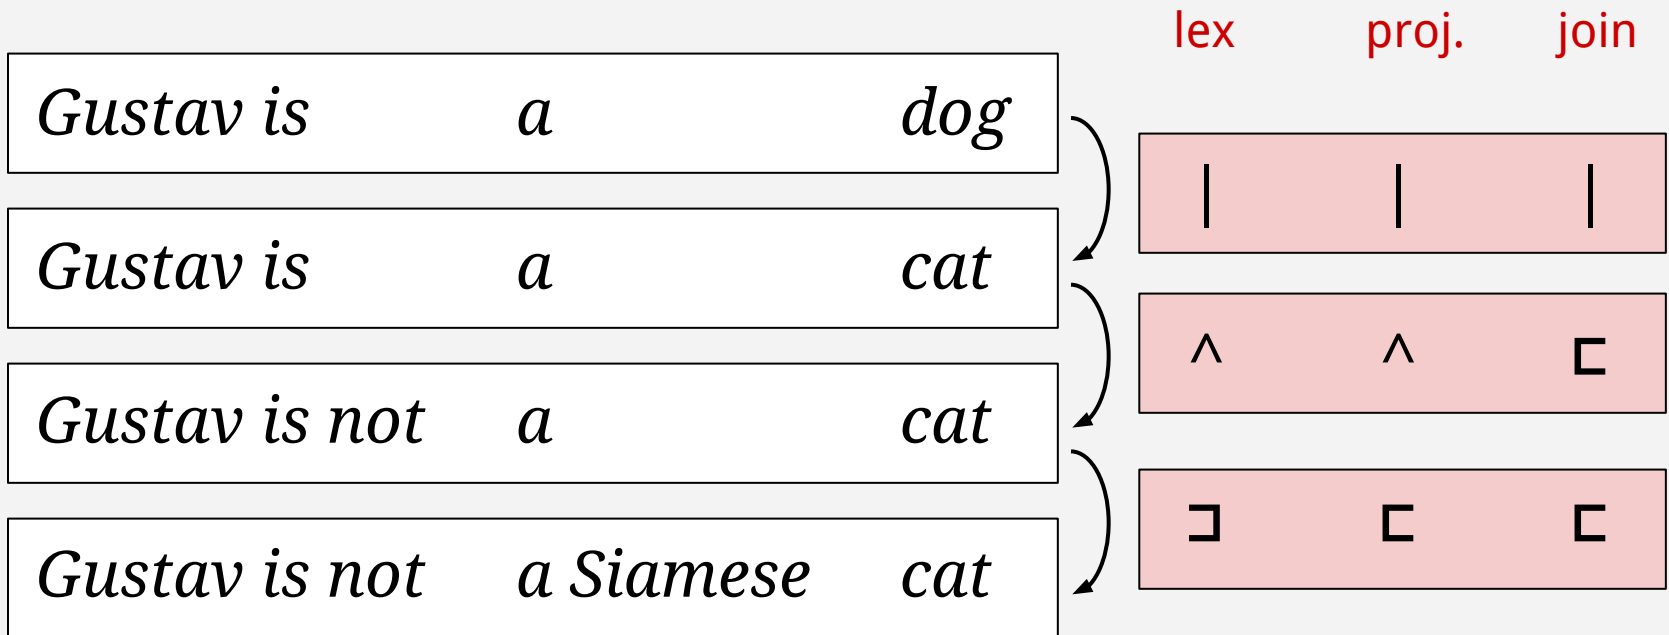 lex proj. join
Gustav is a dog
| | |
Gustav is a cat
^ ^ ⊏
Gustav is not a cat
⊐ ⊏ ⊏
Gustav is not a Siamese cat